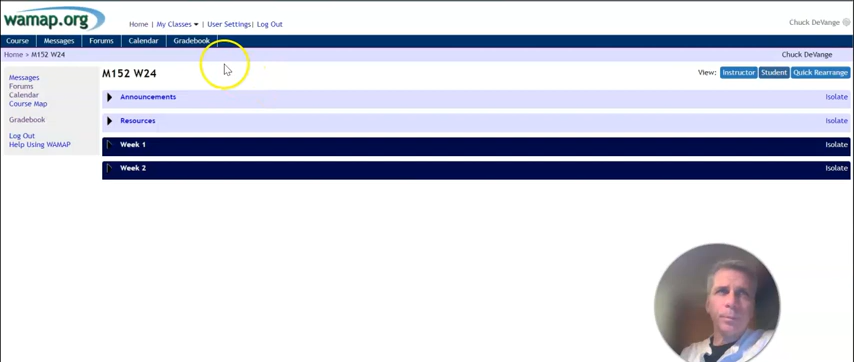 wamap.org
Home | My Classes | User Settings | Log Out
Chuck DeVange
Course Messages Forums Calendar Gradebook
Home > M152 W24
Chuck DeVange
Messages
Forums
Calendar
Course Map
Gradebook
Log Out
Help Using WAMAP
M152 W24
View: Instructor Student Quick Rearrange
Announcements Isolate
Resources Isolate
Week 1 Isolate
Week 2 Isolate